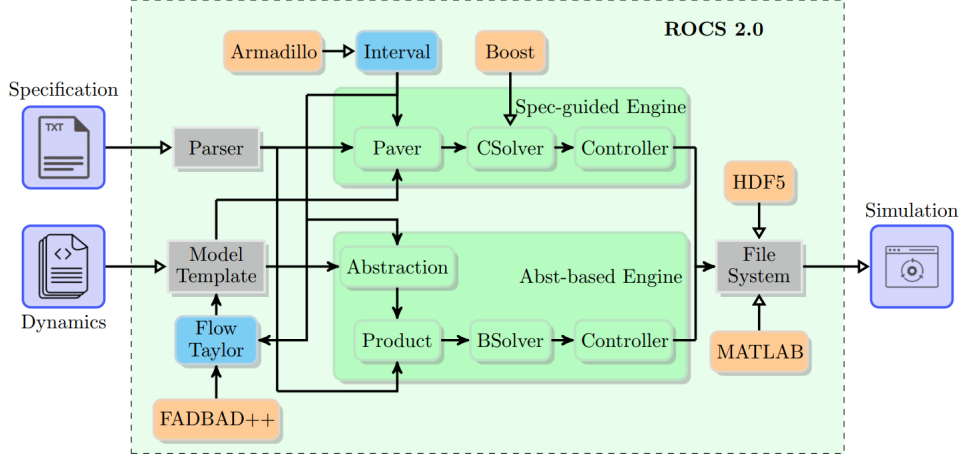 ROCS 2.0
Armadillo
Interval
Boost
Specification
TXT
Spec-guided Engine
Parser
Paver
CSolver
Controller
HDF5
Simulation
Model
Template
Abstraction
Abst-based Engine
File
System
Dynamics
Flow
Taylor
Product
BSolver
Controller
MATLAB
FADBAD++